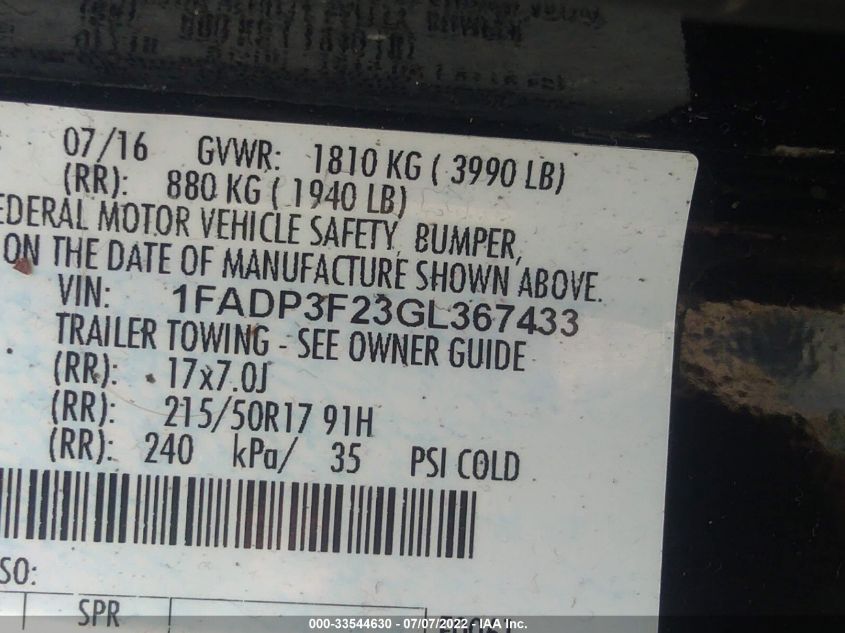 07/16 GVWR: 1810 KG ( 3990 LB)
(RR): 880 KG ( 1940 LB)
EDERAL MOTOR VEHICLE SAFETY, BUMPER,
ON THE DATE OF MANUFACTURE SHOWN ABOVE.
VIN: 1FADP3F23GL367433
TRAILER TOWING - SEE OWNER GUIDE
(RR): 17x7.0J
(RR): 215/50R17 91H
(RR): 240 kPa/ 35 PSI COLD
SO:
SPR
000-33544630 - 07/07/2022 - IAA Inc.